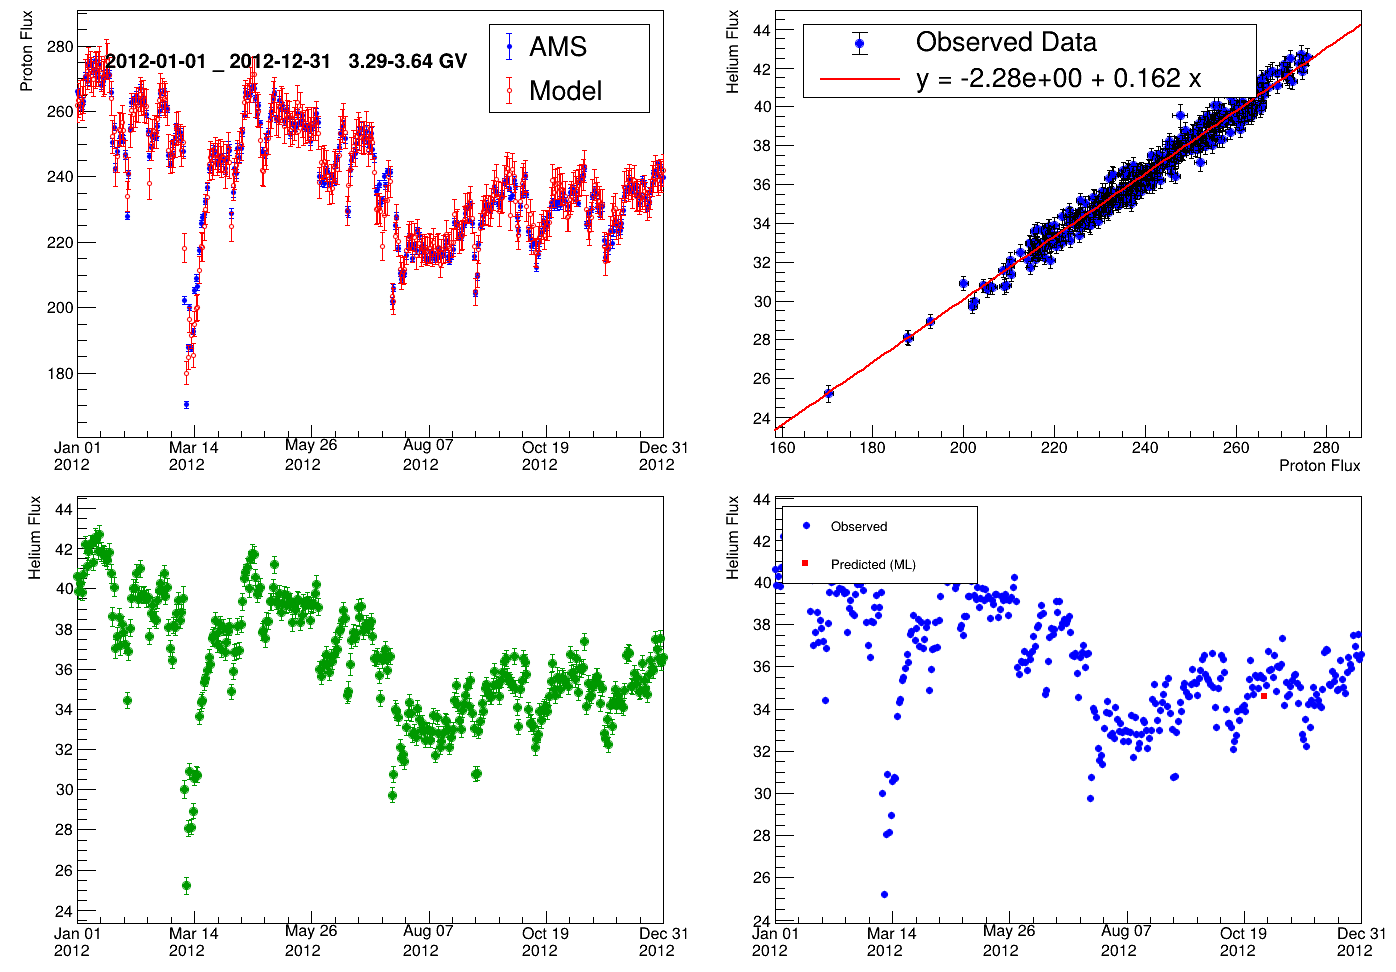 Proton Flux
280
260
240
220
200
180
2012-01-01 _ 2012-12-31 3.29-3.64 GV
AMS
Model
Jan 01
2012
Mar 14
2012
May 26
2012
Aug 07
2012
Oct 19
2012
Dec 31
2012
Helium Flux
44
42
40
38
36
34
32
30
28
26
24
Observed Data
y = -2.28e+00 + 0.162 x
160
180
200
220
240
260
280
Proton Flux
Helium Flux
44
42
40
38
36
34
32
30
28
26
24
Jan 01
2012
Mar 14
2012
May 26
2012
Aug 07
2012
Oct 19
2012
Dec 31
2012
Helium Flux
44
42
40
38
36
34
32
30
28
26
24
Observed
Predicted (ML)
Jan 01
2012
Mar 14
2012
May 26
2012
Aug 07
2012
Oct 19
2012
Dec 31
2012